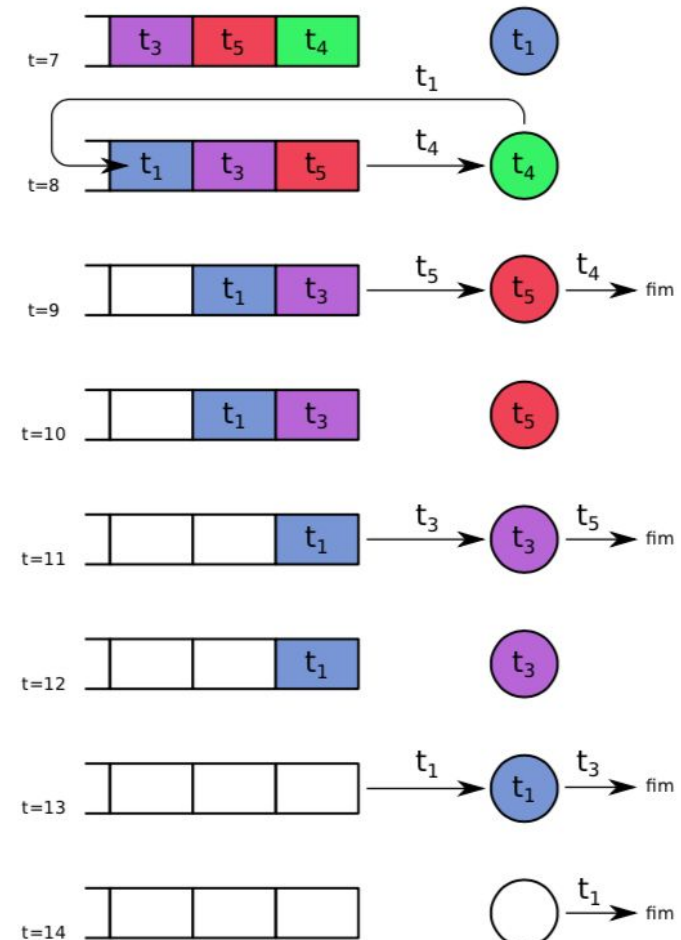 t=7 t₃ t₅ t₄ t₁
t₁
t=8 t₁ t₃ t₅ t₄ t₄
t=9 t₁ t₃ t₅ t₅ t₄ fim
t=10 t₁ t₃ t₅
t=11 t₁ t₃ t₃ t₅ fim
t=12 t₁ t₃
t=13 t₁ t₁ t₃ fim
t=14 t₁ fim